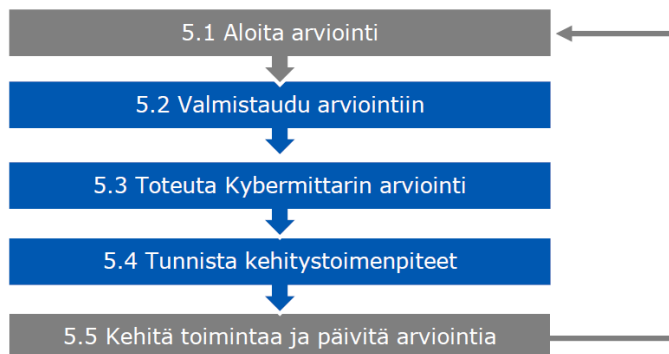 5.1 Aloita arviointi
5.2 Valmistaudu arviointiin
5.3 Toteuta Kybermittarin arviointi
5.4 Tunnista kehitystoimenpiteet
5.5 Kehitä toimintaa ja päivitä arviointia